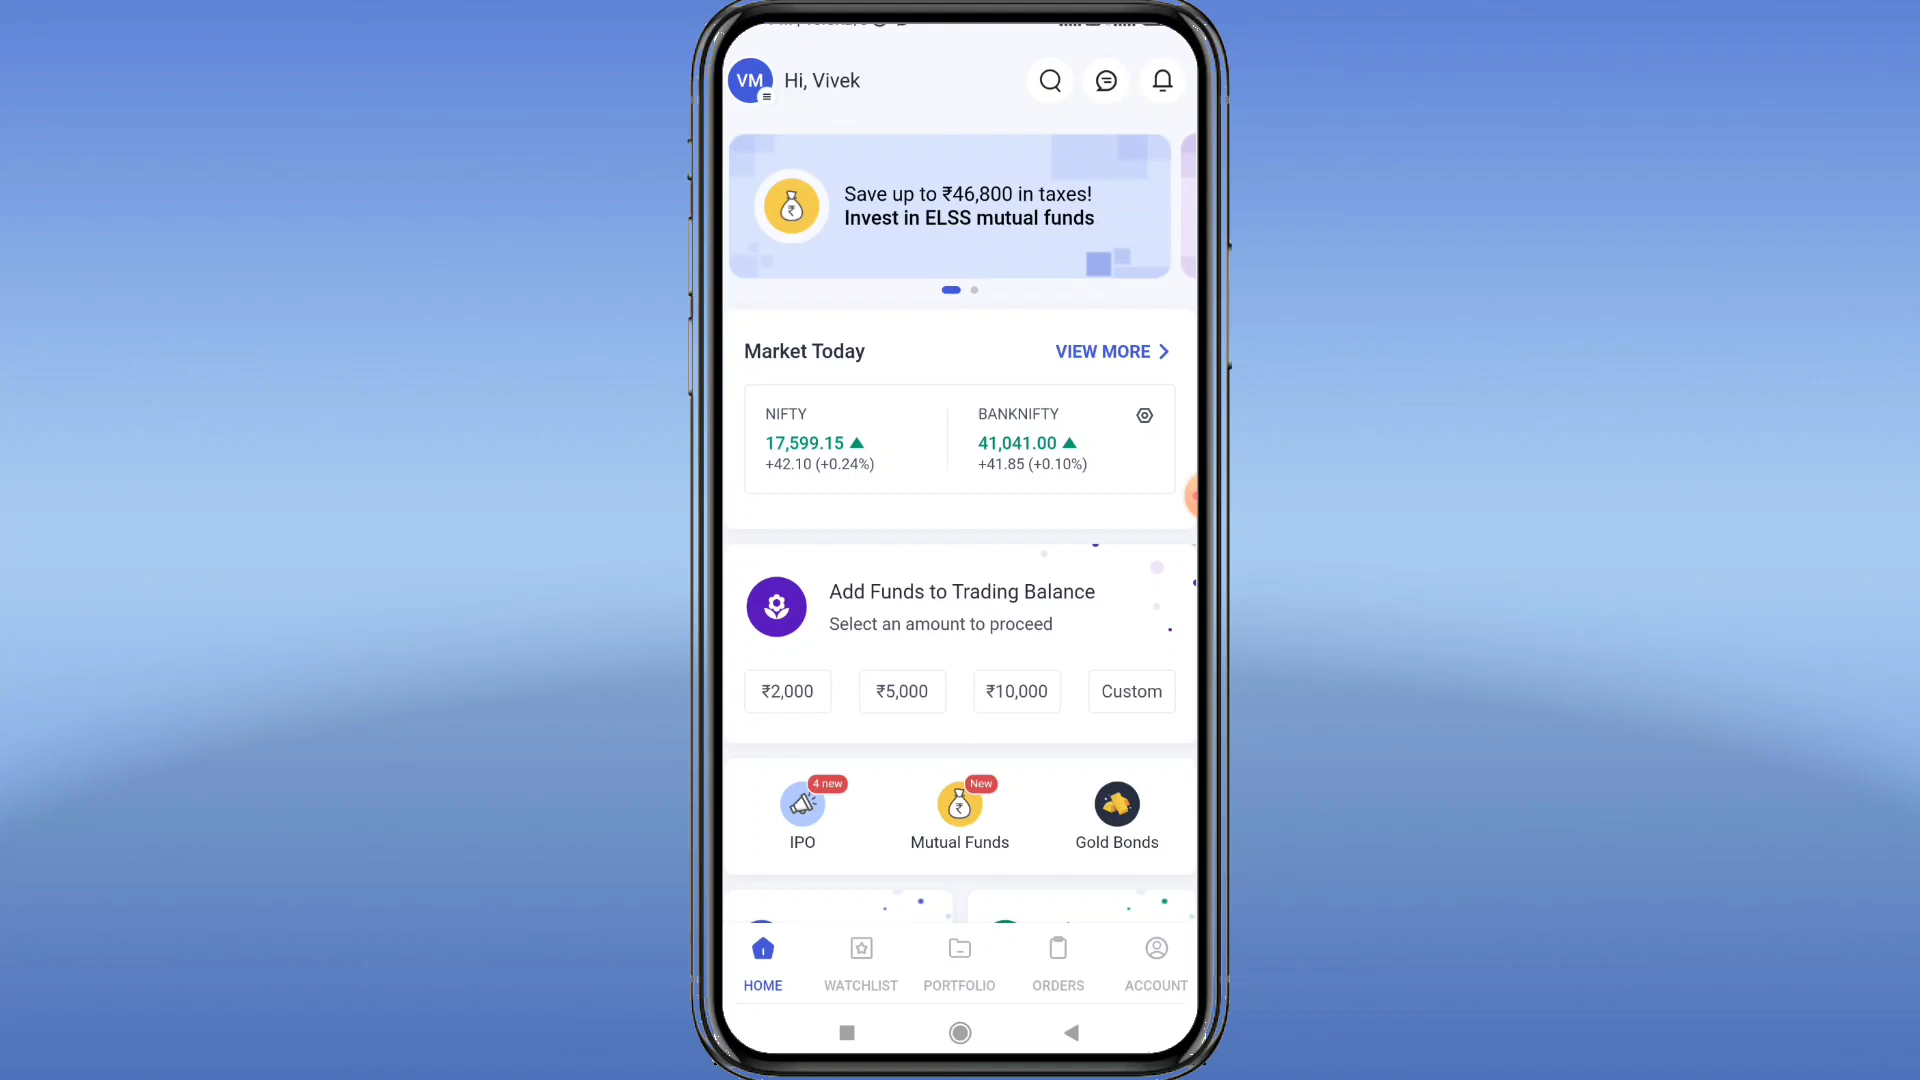 VM
Hi, Vivek
Save up to ₹46,800 in taxes!
Invest in ELSS mutual funds
Market Today
VIEW MORE
NIFTY
17,599.15
+42.10 (+0.24%)
BANKNIFTY
41,041.00
+41.85 (+0.10%)
Add Funds to Trading Balance
Select an amount to proceed
₹2,000
₹5,000
₹10,000
Custom
4 new
IPO
New
Mutual Funds
Gold Bonds
HOME
WATCHLIST
PORTFOLIO
ORDERS
ACCOUNT